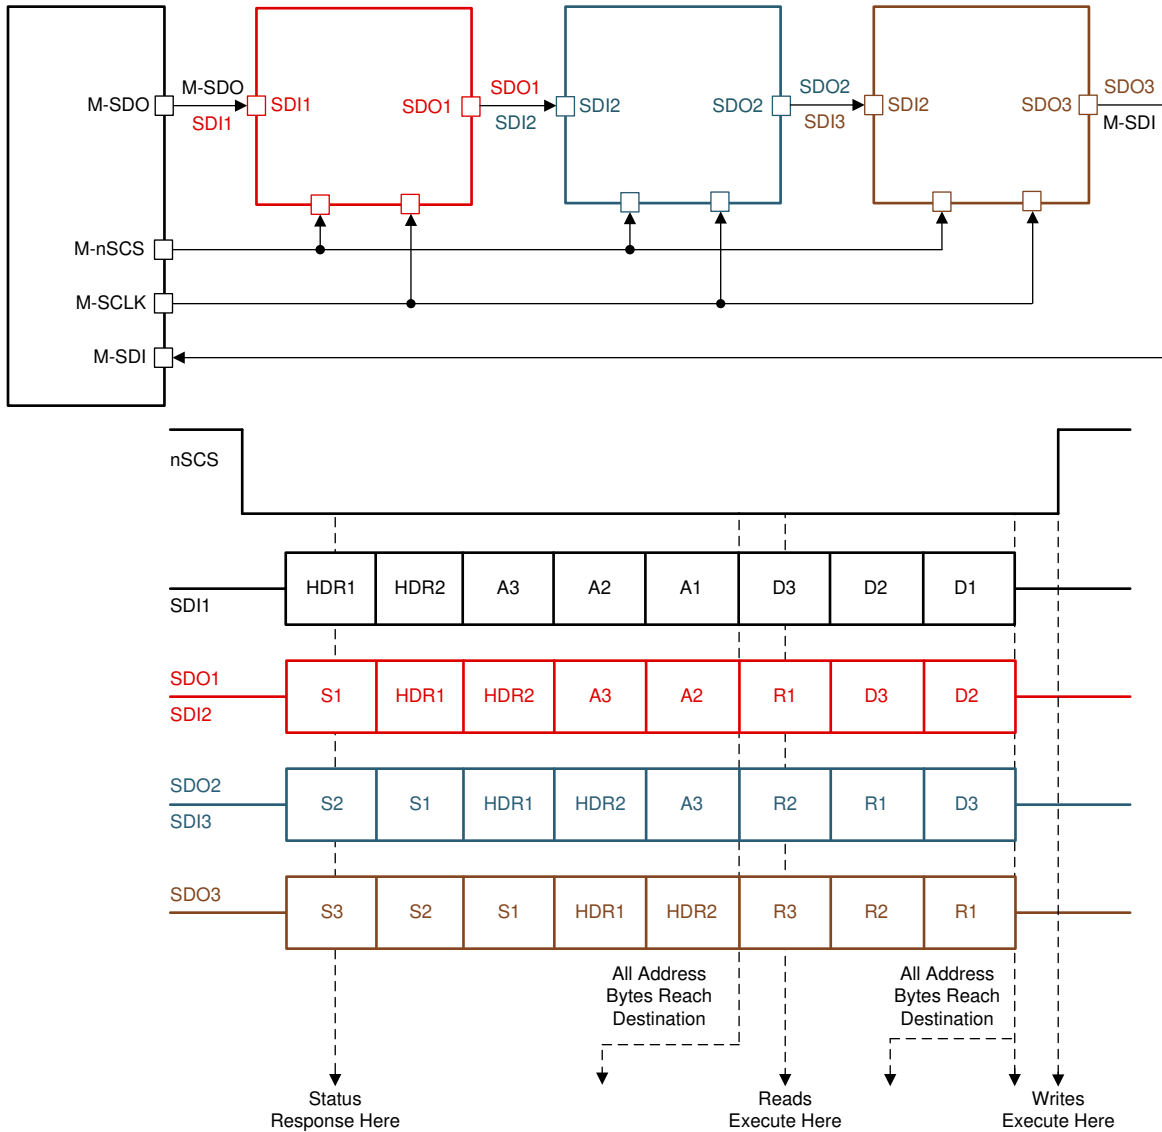 M-SDO
M-SDO
SDI1
SDI1
SDO1
SDO1
SDI2
SDI2
SDO2
SDO2
SDI3
SDI2
SDO3
SDO3
M-SDI
M-nSCS
M-SCLK
M-SDI
nSCS
SDI1
HDR1 HDR2 A3 A2 A1 D3 D2 D1
SDO1
SDI2
S1 HDR1 HDR2 A3 A2 R1 D3 D2
SDO2
SDI3
S2 S1 HDR1 HDR2 A3 R2 R1 D3
SDO3
S3 S2 S1 HDR1 HDR2 R3 R2 R1
All Address
Bytes Reach
Destination
All Address
Bytes Reach
Destination
Status
Response Here
Reads
Execute Here
Writes
Execute Here